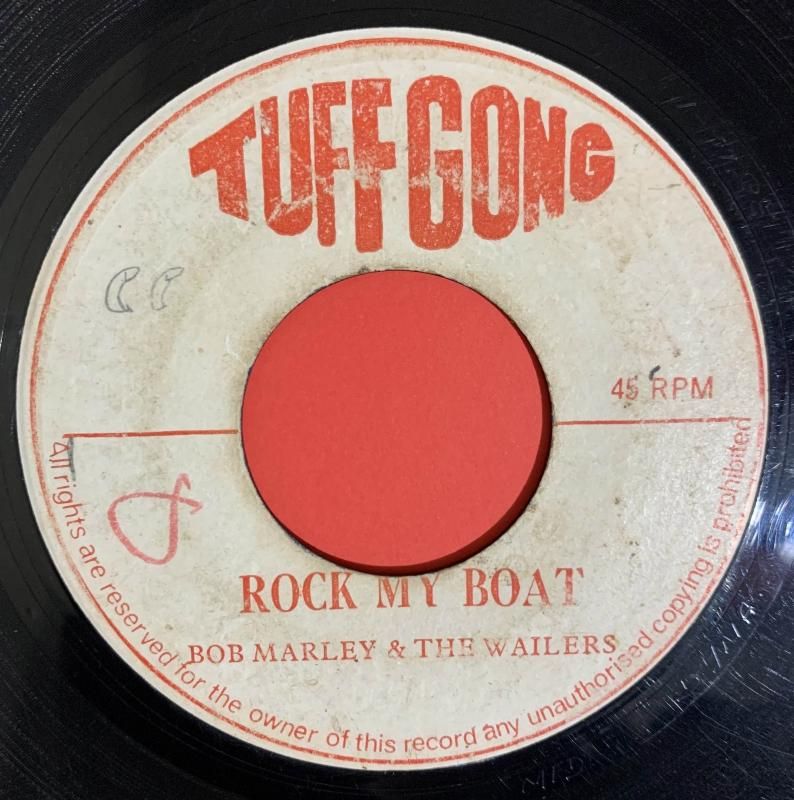 TUFF GONG
45 RPM
ROCK MY BOAT
BOB MARLEY & THE WAILERS
All rights are reserved for the owner of this record any unauthorised copying is prohibited